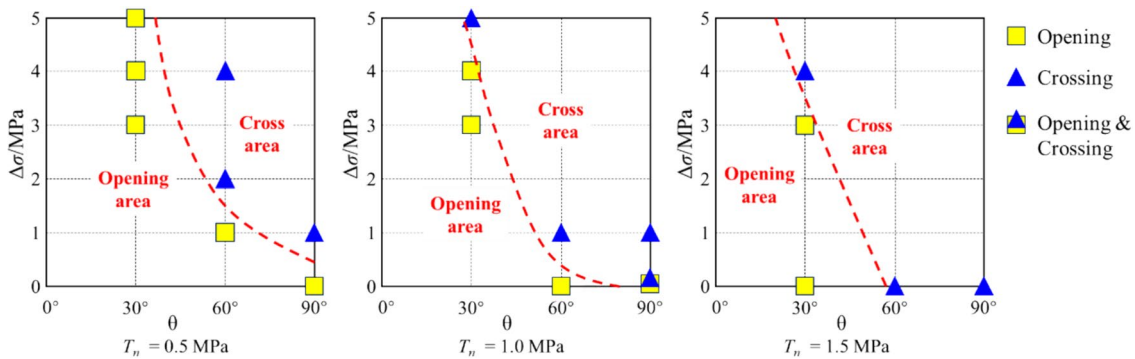 Δσ/MPa
5
4
3
2
1
0
Cross
area
Opening
area
0° 30° 60° 90°
θ
Tn = 0.5 MPa
Δσ/MPa
5
4
3
2
1
0
Cross
area
Opening
area
0° 30° 60° 90°
θ
Tn = 1.0 MPa
Δσ/MPa
5
4
3
2
1
0
Cross
area
Opening
area
0° 30° 60° 90°
θ
Tn = 1.5 MPa
Opening
Crossing
Opening &
Crossing